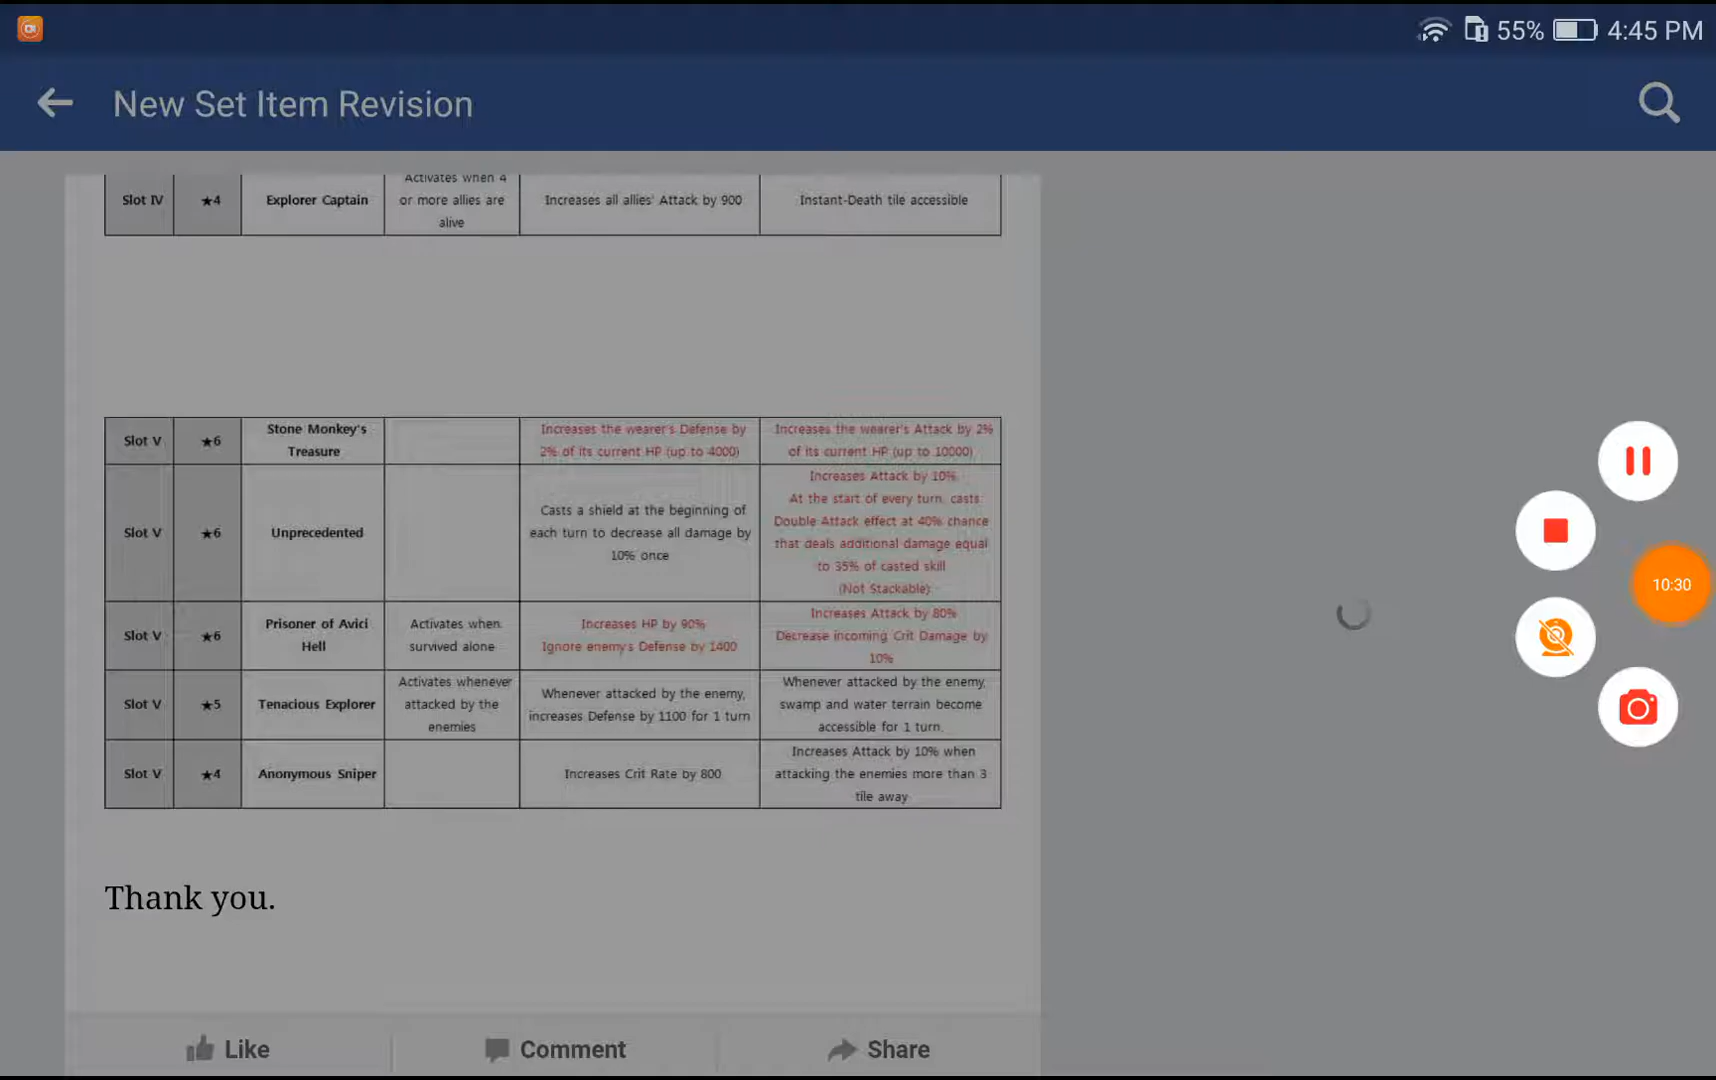 55% 4:45 PM
New Set Item Revision
Slot IV ★4 Explorer Captain Activates when 4 or more allies are alive Increases all allies' Attack by 900 Instant-Death tile accessible
Slot V ★6 Stone Monkey's Treasure Increases the wearer's Defense by 2% of its current HP (up to 4000) Increases the wearer's Attack by 2% of its current HP (up to 10000)
Slot V ★6 Unprecedented Casts a shield at the beginning of each turn to decrease all damage by 10% once Increases Attack by 10% At the start of every turn, casts Double Attack effect at 40% chance that deals additional damage equal to 35% of casted skill (Not Stackable)
Slot V ★6 Prisoner of Avici Hell Activates when survived alone Increases HP by 90% Ignore enemy's Defense by 1400 Increases Attack by 80% Decrease incoming Crit Damage by 10%
Slot V ★5 Tenacious Explorer Activates whenever attacked by the enemies Whenever attacked by the enemy, increases Defense by 1100 for 1 turn Whenever attacked by the enemy, swamp and water terrain become accessible for 1 turn.
Slot V ★4 Anonymous Sniper Increases Crit Rate by 800 Increases Attack by 10% when attacking the enemies more than 3 tile away
10:30
Thank you.
Like Comment Share